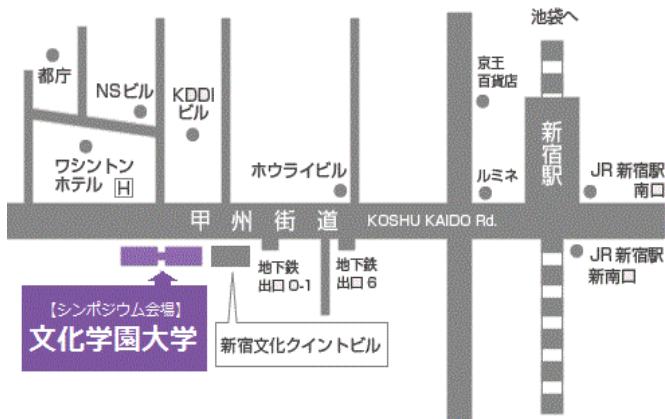 池袋へ
都庁
NSビル
KDDI
ビル
京王
百貨店
ワシントン
ホテル H
ホウライビル
ルミネ
新宿駅
JR 新宿駅
南口
甲州街道 KOSHU KAIDO Rd.
地下鉄
出口 0-1
地下鉄
出口 6
JR 新宿駅
新南口
【シンポジウム会場】
文化学園大学
新宿文化クイントビル